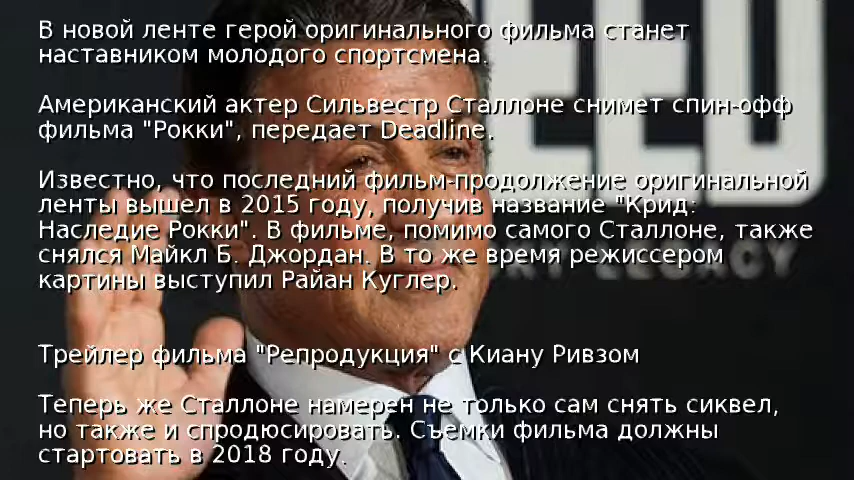 В новой ленте герой оригинального фильма станет
наставником молодого спортсмена.
Американский актер Сильвестр Сталлоне снимет спин-офф
фильма "Рокки", передает Deadline.
Известно, что последний фильм-продолжение оригинальной
ленты вышел в 2015 году, получив название "Крид:
Наследие Рокки". В фильме, помимо самого Сталлоне, также
снялся Майкл Б. Джордан. В то же время режиссером
картины выступил Райан Куглер.
Трейлер фильма "Репродукция" с Киану Ривзом
Теперь же Сталлоне намерен не только сам снять сиквел,
но также и спродюсировать. Съемки фильма должны
стартовать в 2018 году.